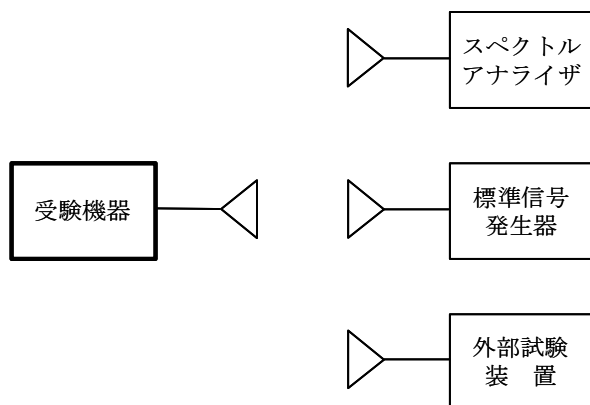 スペクトル
アナライザ
受験機器
標準信号
発生器
外部試験
装　置